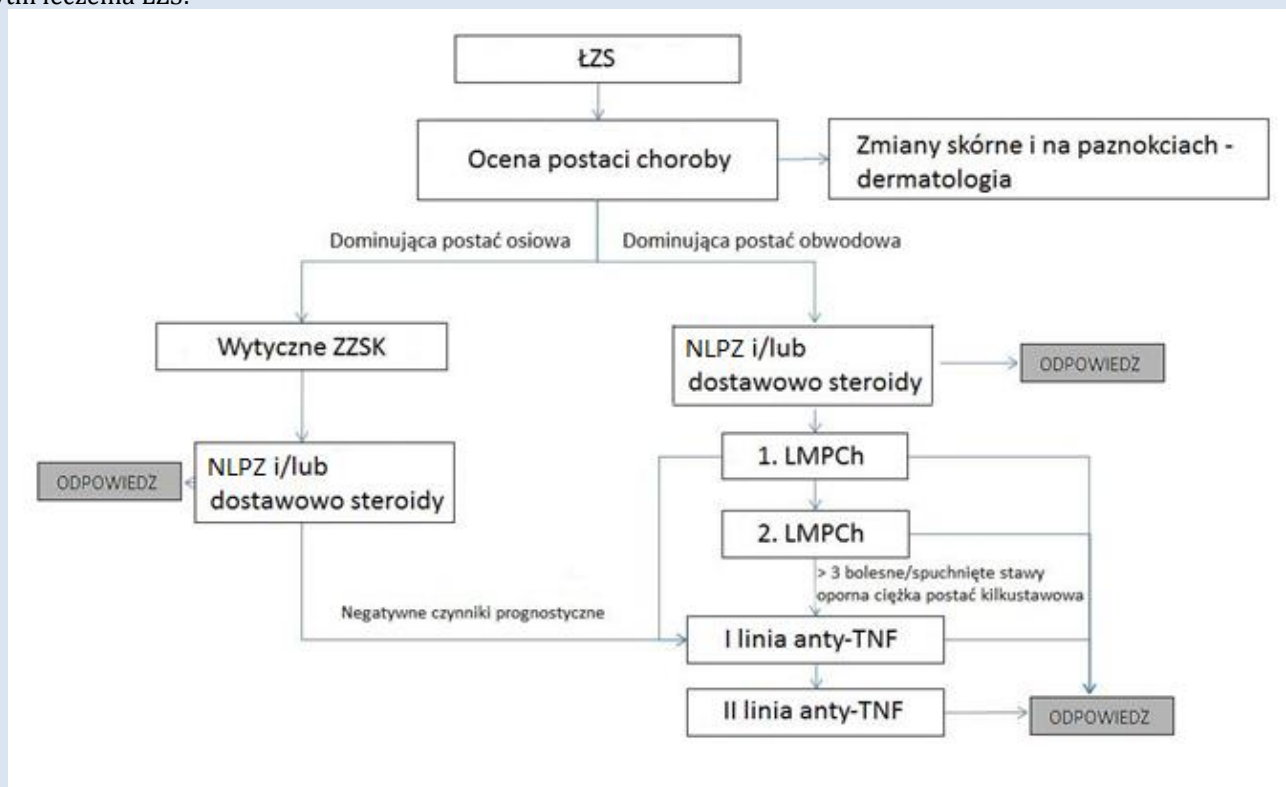 leczenia ŁZS.
ŁZS
Ocena postaci choroby
Zmiany skórne i na paznokciach -
dermatologia
Dominująca postać osiowa
Dominująca postać obwodowa
Wytyczne ZZSK
NLPZ i/lub
dostawowo steroidy
ODPOWIEDŹ
NLPZ i/lub
dostawowo steroidy
ODPOWIEDŹ
1. LMPCh
2. LMPCh
> 3 bolesne/spuchnięte stawy
oporna ciężka postać kilkustawowa
Negatywne czynniki prognostyczne
I linia anty-TNF
II linia anty-TNF
ODPOWIEDŹ